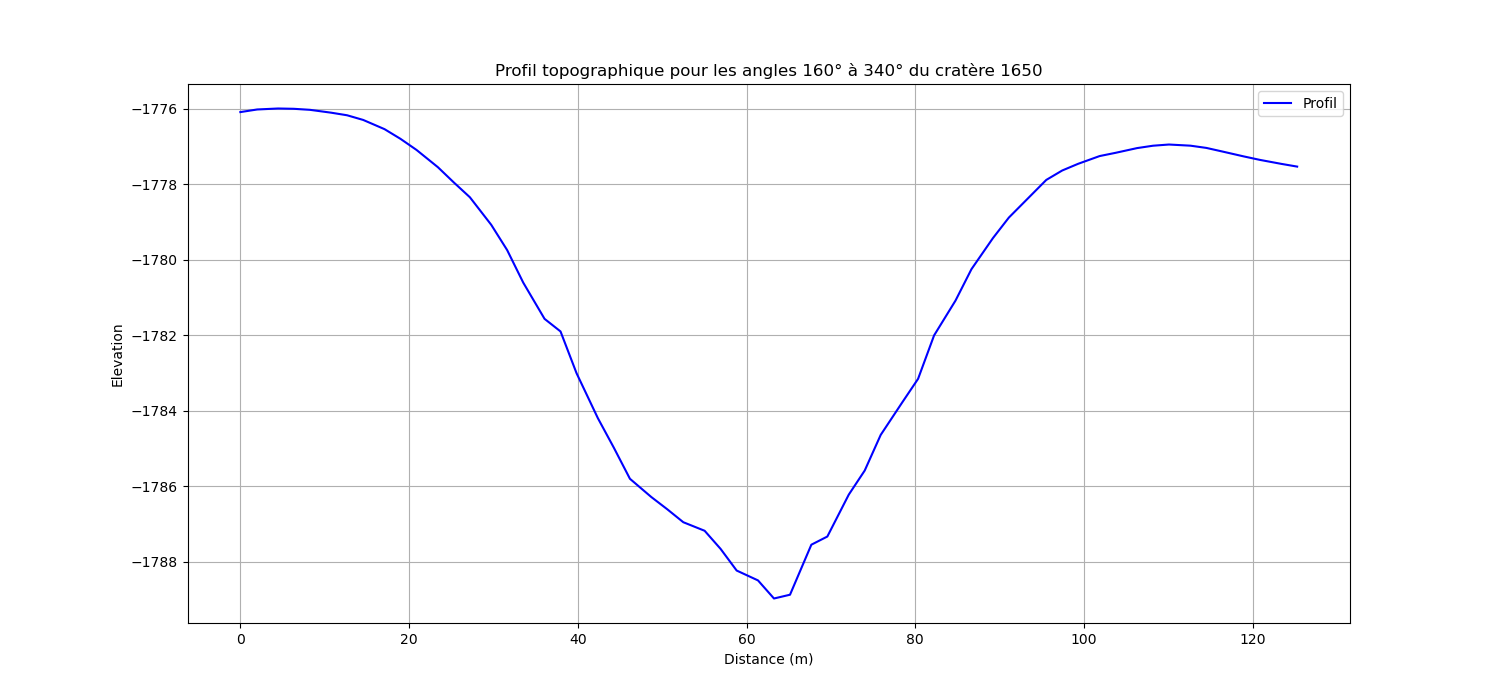 Profil topographique pour les angles 160° à 340° du cratère 1650
Profil
−1776
−1778
−1780
−1782
−1784
−1786
−1788
Elevation
0 20 40 60 80 100 120
Distance (m)